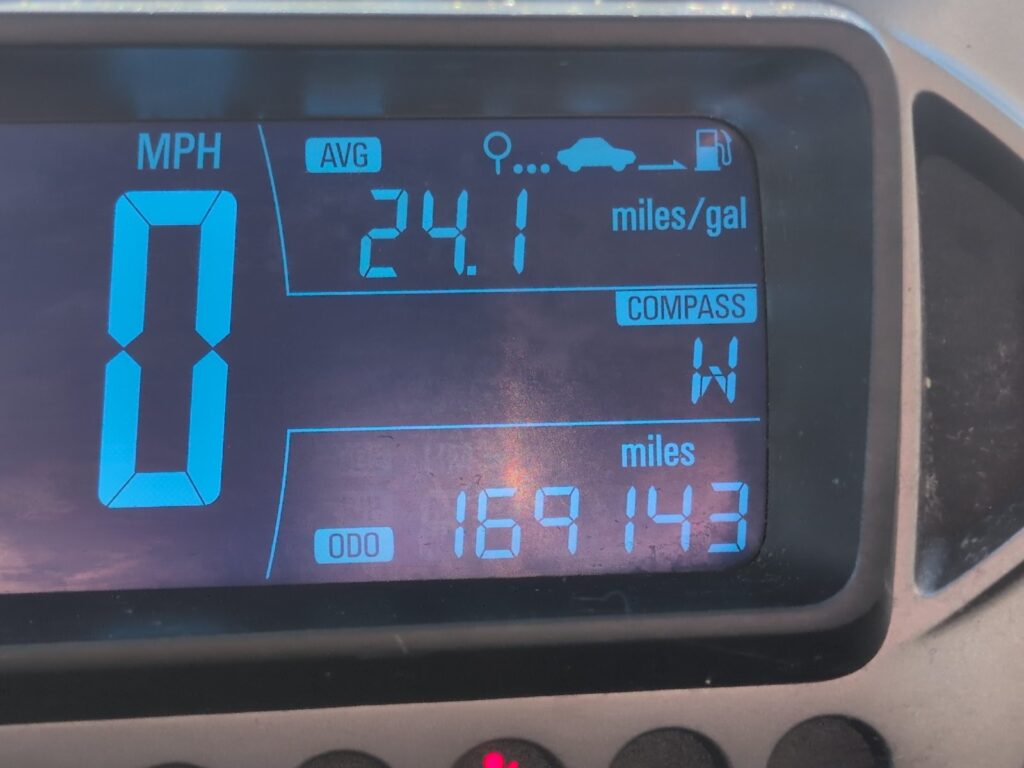 MPH
0
AVG
24.1
miles/gal
COMPASS
W
miles
ODO 169143